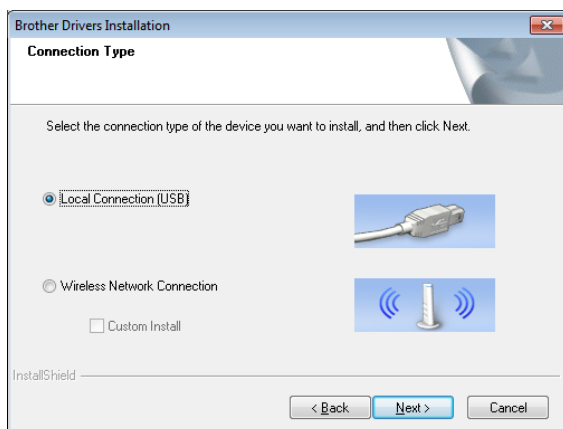 Brother Drivers Installation
Connection Type
Select the connection type of the device you want to install, and then click Next.
Local Connection (USB)
Wireless Network Connection
Custom Install
InstallShield
< Back
Next >
Cancel